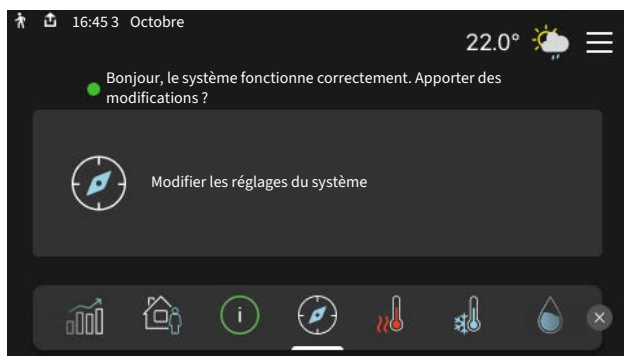 16:45 3 Octobre
22.0°
Bonjour, le système fonctionne correctement. Apporter des
modifications ?
Modifier les réglages du système
i